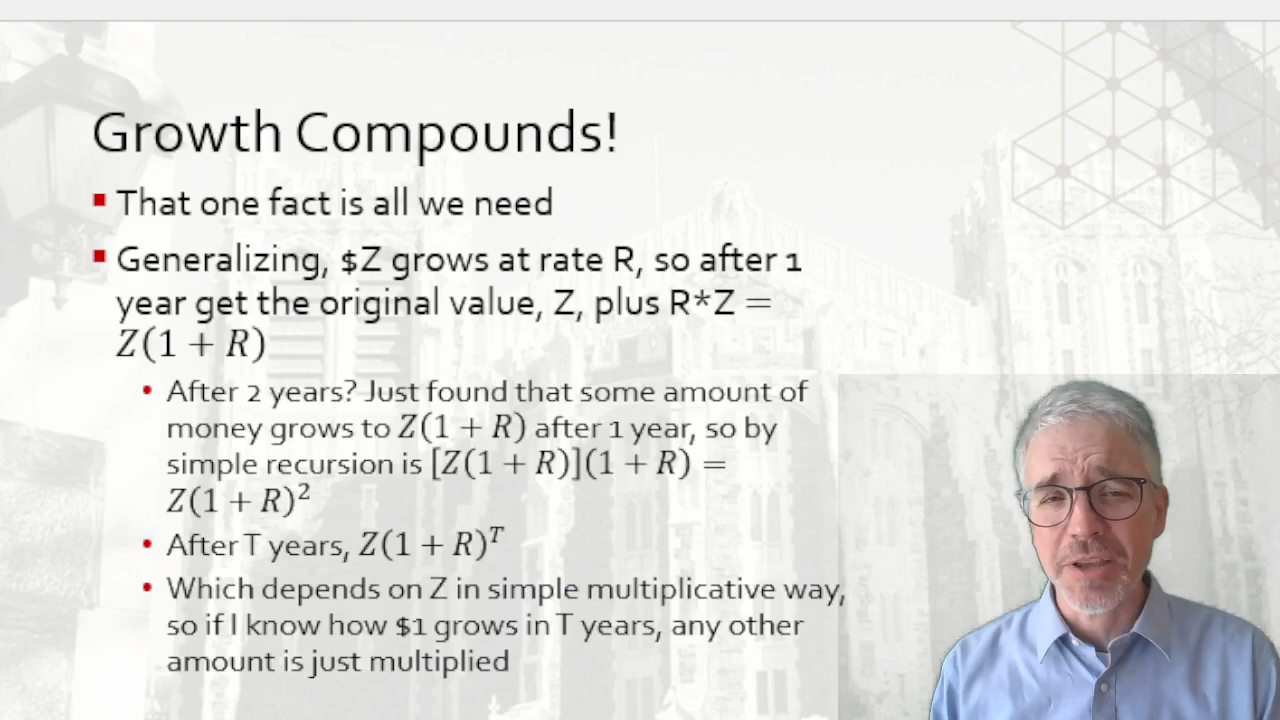 Growth Compounds!
That one fact is all we need
Generalizing, $Z grows at rate R, so after 1
year get the original value, Z, plus R*Z =
Z(1 + R)
After 2 years? Just found that some amount of
money grows to Z(1 + R) after 1 year, so by
simple recursion is [Z(1 + R)](1 + R) =
Z(1 + R)²
After T years, Z(1 + R)ᵀ
Which depends on Z in simple multiplicative way,
so if I know how $1 grows in T years, any other
amount is just multiplied